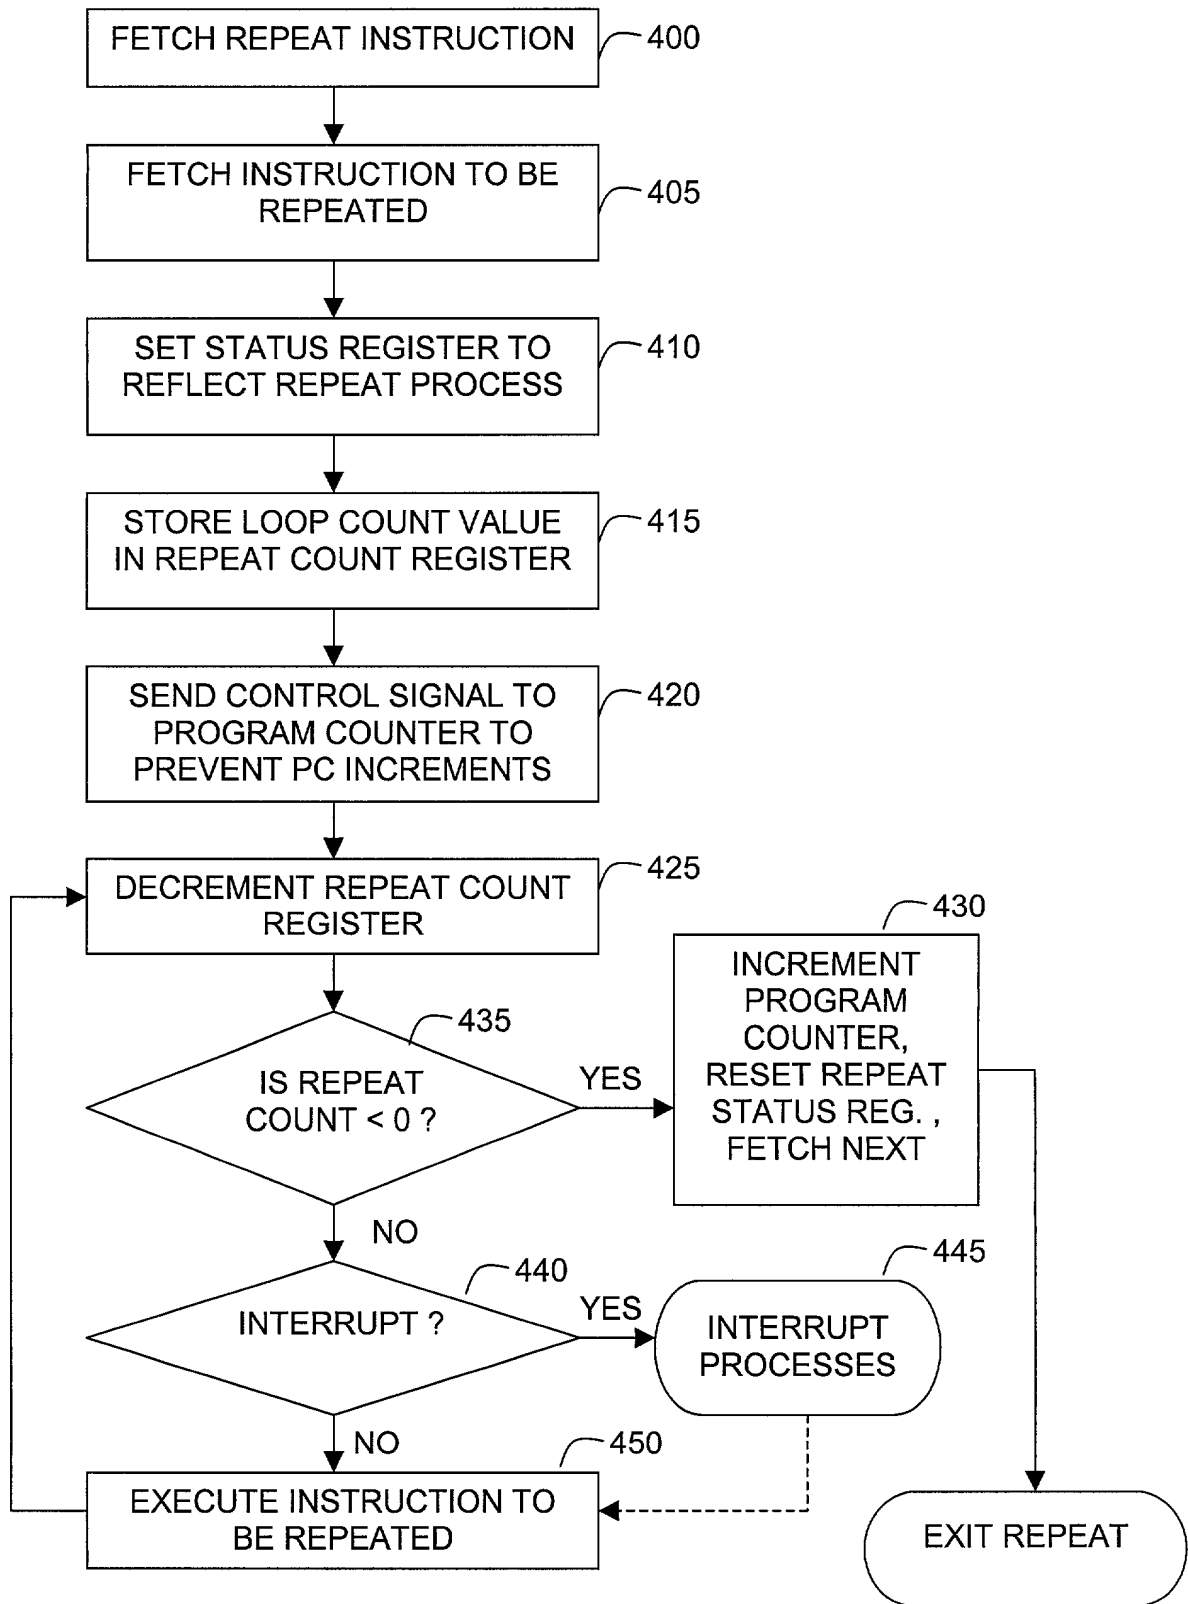 FETCH REPEAT INSTRUCTION
400
FETCH INSTRUCTION TO BE
REPEATED
405
SET STATUS REGISTER TO
REFLECT REPEAT PROCESS
410
STORE LOOP COUNT VALUE
IN REPEAT COUNT REGISTER
415
SEND CONTROL SIGNAL TO
PROGRAM COUNTER TO
PREVENT PC INCREMENTS
420
DECREMENT REPEAT COUNT
REGISTER
425
430
INCREMENT
PROGRAM
COUNTER,
RESET REPEAT
STATUS REG. ,
FETCH NEXT
435
IS REPEAT
COUNT < 0 ?
YES
NO
440
INTERRUPT ?
YES
445
INTERRUPT
PROCESSES
NO
450
EXECUTE INSTRUCTION TO
BE REPEATED
EXIT REPEAT